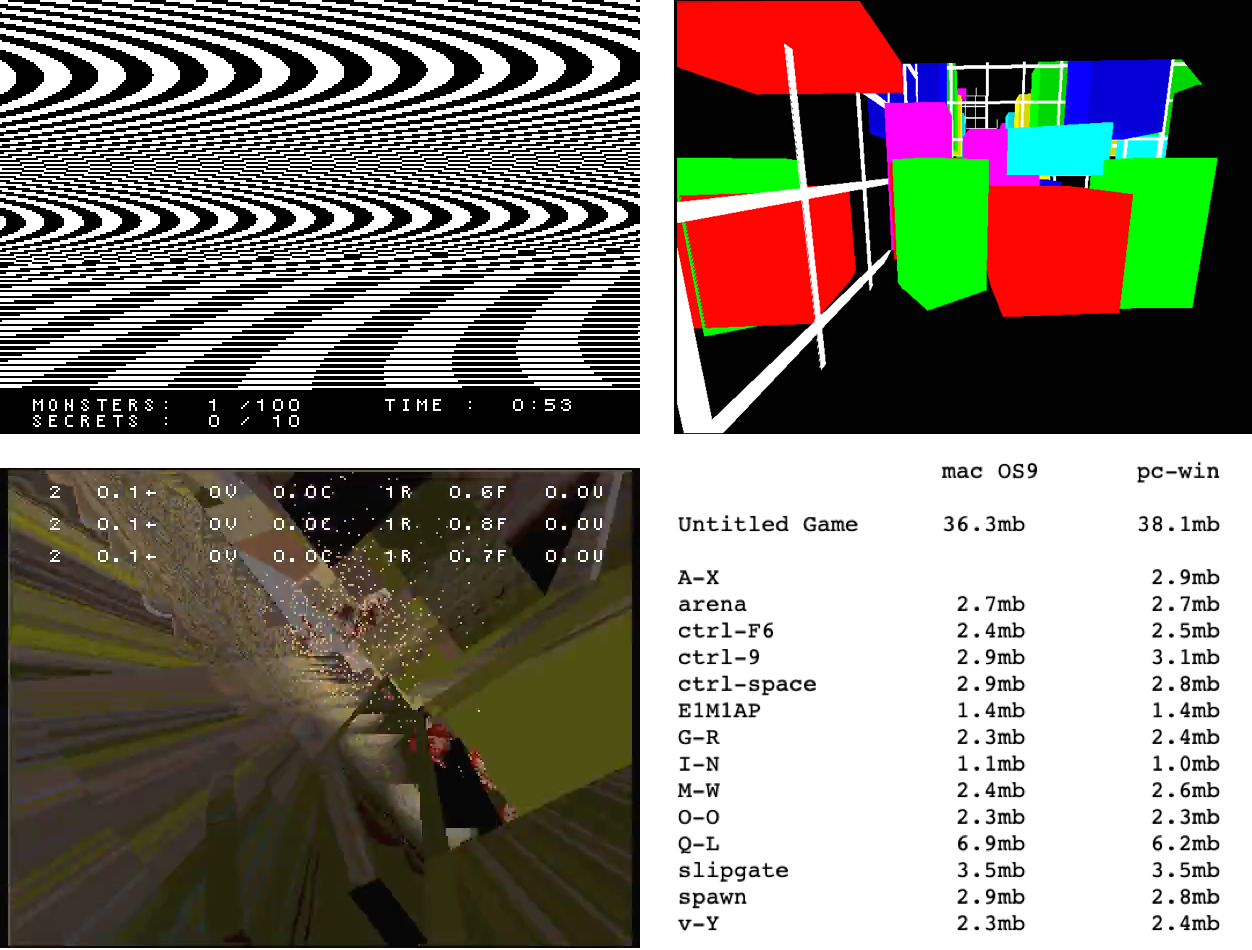 MONSTERS: 1 /100 TIME : 0:53
SECRETS : 0 / 10
2 0.1← 0V 0.0C 1R 0.6F 0.0U
2 0.1← 0V 0.0C 1R 0.8F 0.0U
2 0.1← 0V 0.0C 1R 0.7F 0.0U
mac OS9 pc-win
Untitled Game 36.3mb 38.1mb
A-X 2.9mb
arena 2.7mb 2.7mb
ctrl-F6 2.4mb 2.5mb
ctrl-9 2.9mb 3.1mb
ctrl-space 2.9mb 2.8mb
E1M1AP 1.4mb 1.4mb
G-R 2.3mb 2.4mb
I-N 1.1mb 1.0mb
M-W 2.4mb 2.6mb
O-O 2.3mb 2.3mb
Q-L 6.9mb 6.2mb
slipgate 3.5mb 3.5mb
spawn 2.9mb 2.8mb
v-Y 2.3mb 2.4mb